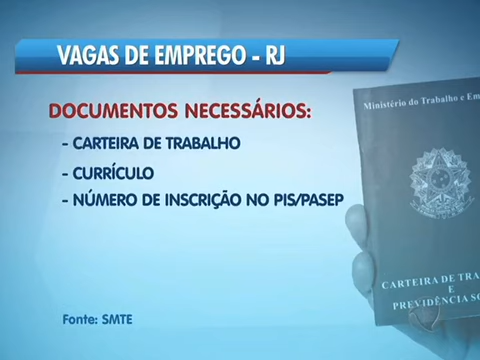 VAGAS DE EMPREGO - RJ
DOCUMENTOS NECESSÁRIOS:
- CARTEIRA DE TRABALHO
- CURRÍCULO
- NÚMERO DE INSCRIÇÃO NO PIS/PASEP
Ministério do Trabalho e Em
CARTEIRA DE TRA
E
PREVIDÊNCIA SO
Fonte: SMTE